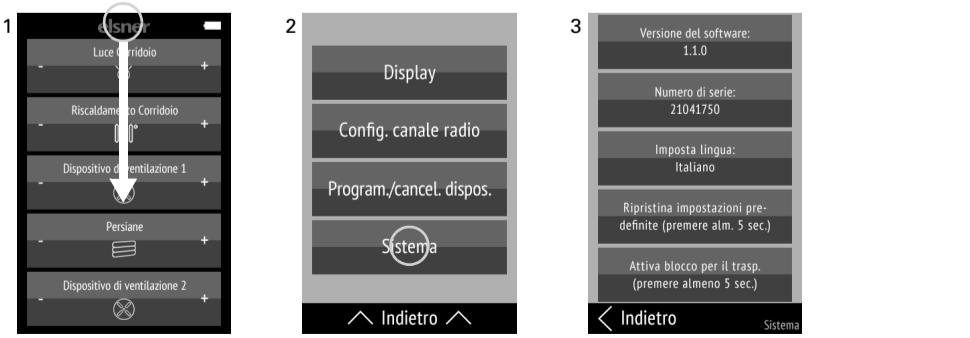 1
elsner
Luce Corridoio
- +
Riscaldamento Corridoio
- +
Dispositivo di ventilazione 1
- +
Persiane
- +
Dispositivo di ventilazione 2
- +
2
Display
Config. canale radio
Program./cancel. dispos.
Sistema
Indietro
3
Versione del software:
1.1.0
Numero di serie:
21041750
Imposta lingua:
Italiano
Ripristina impostazioni pre-
definite (premere alm. 5 sec.)
Attiva blocco per il trasp.
(premere almeno 5 sec.)
Indietro
Sistema